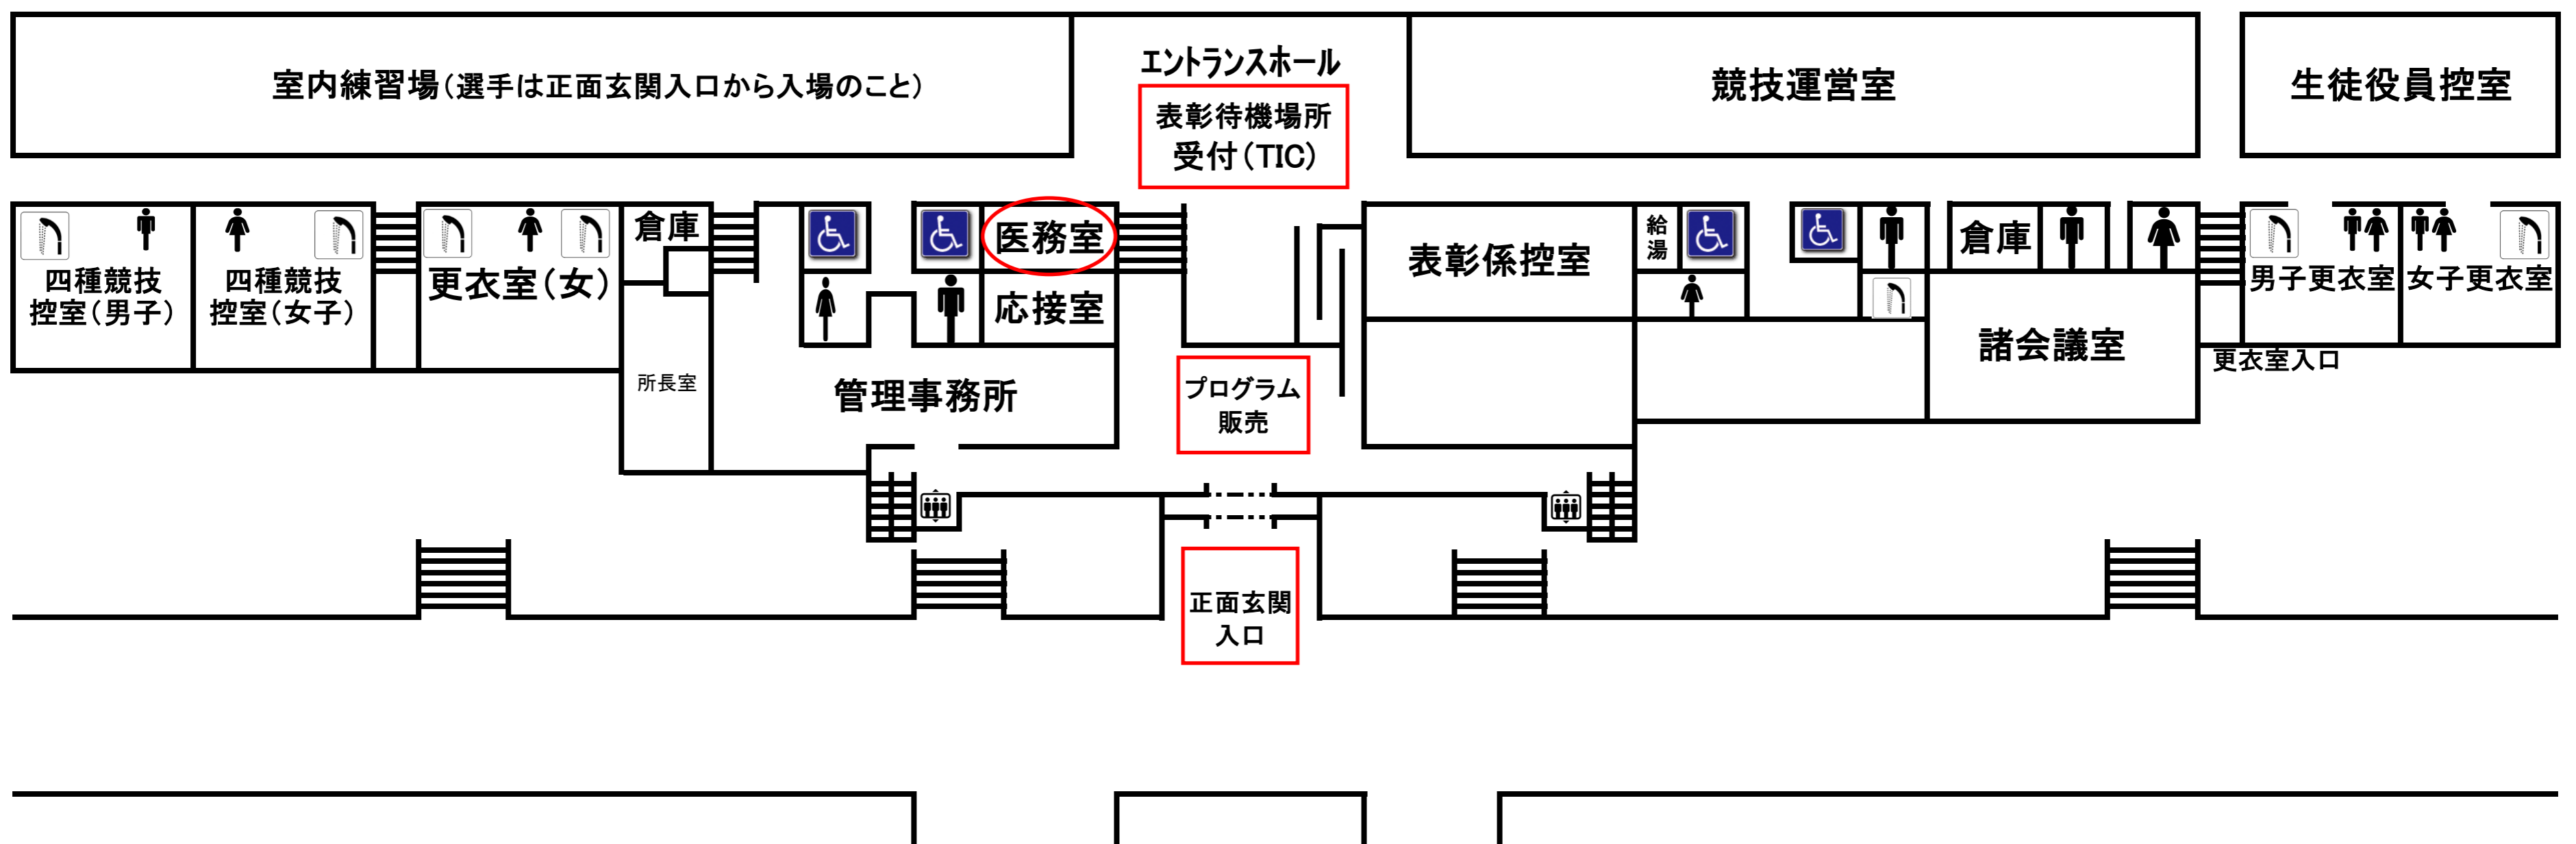 エントランスホール
室内練習場(選手は正面玄関入口から入場のこと)
競技運営室
生徒役員控室
表彰待機場所
受付(TIC)
倉庫
医務室
給
湯
倉庫
表彰係控室
四種競技
控室(男子)
四種競技
控室(女子)
更衣室(女)
応接室
男子更衣室
女子更衣室
諸会議室
更衣室入口
所長室
管理事務所
プログラム
販売
正面玄関
入口